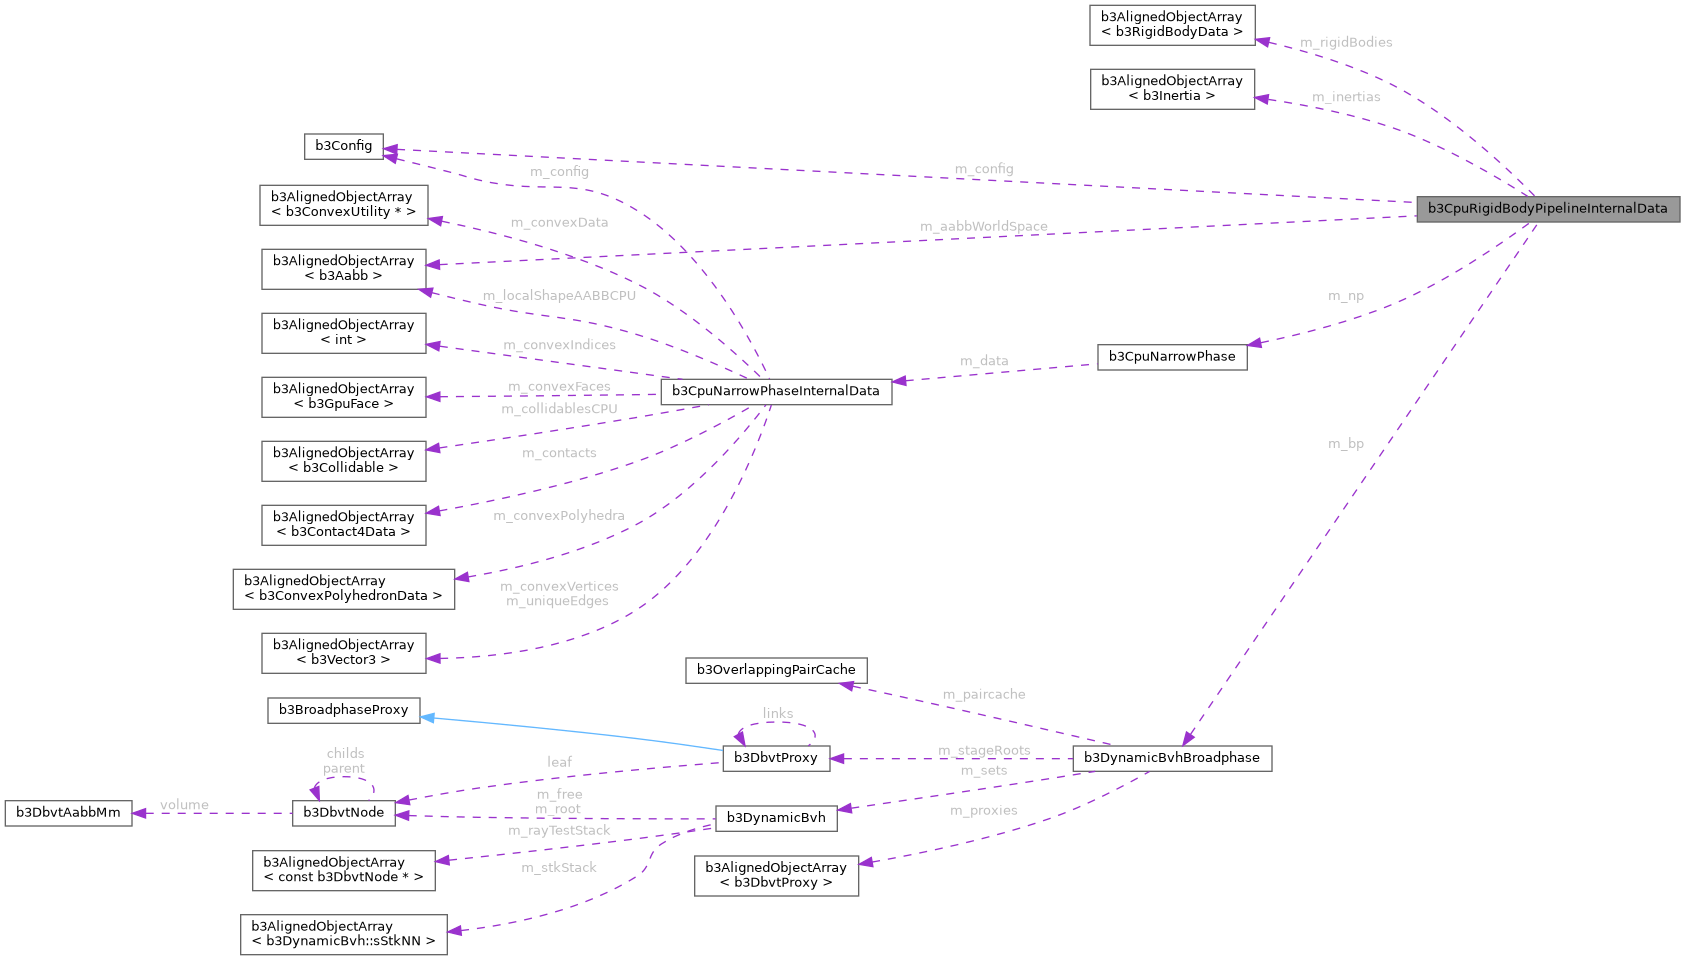 b3AlignedObjectArray
< b3RigidBodyData >
m_rigidBodies
b3AlignedObjectArray
< b3Inertia >
m_inertias
b3Config
m_config
m_config
b3AlignedObjectArray
< b3ConvexUtility * >
m_convexData
b3CpuRigidBodyPipelineInternalData
m_aabbWorldSpace
b3AlignedObjectArray
< b3Aabb >
m_localShapeAABBCPU
m_np
b3AlignedObjectArray
< int >
m_convexIndices
b3CpuNarrowPhase
m_data
b3AlignedObjectArray
< b3GpuFace >
m_convexFaces
b3CpuNarrowPhaseInternalData
m_collidablesCPU
b3AlignedObjectArray
< b3Collidable >
m_contacts
m_bp
b3AlignedObjectArray
< b3Contact4Data >
m_convexPolyhedra
b3AlignedObjectArray
< b3ConvexPolyhedronData >
m_convexVertices
m_uniqueEdges
b3AlignedObjectArray
< b3Vector3 >
b3OverlappingPairCache
m_paircache
b3BroadphaseProxy
links
b3DbvtProxy
m_stageRoots
b3DynamicBvhBroadphase
childs
parent
leaf
m_sets
b3DbvtAabbMm
volume
b3DbvtNode
m_free
m_root
b3DynamicBvh
m_proxies
m_rayTestStack
b3AlignedObjectArray
< const b3DbvtNode * >
m_stkStack
b3AlignedObjectArray
< b3DbvtProxy >
b3AlignedObjectArray
< b3DynamicBvh::sStkNN >